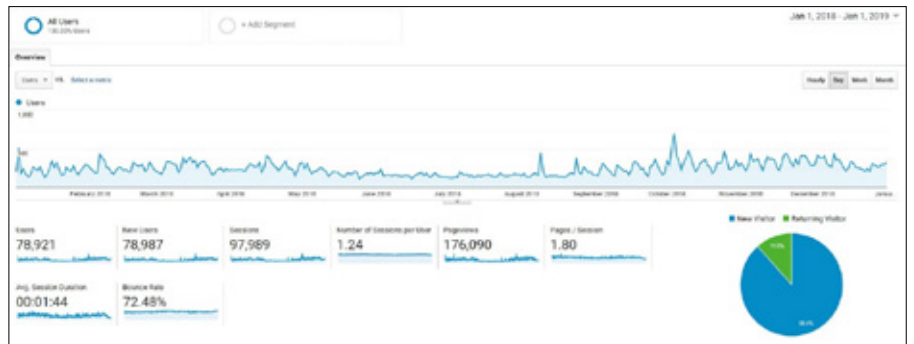 All Users
100.00% Users
+ Add Segment
Jan 1, 2018 - Jan 1, 2019
Overview
Users VS. Select a metric
Hourly Day Week Month
Users
1,000
500
February 2018 March 2018 April 2018 May 2018 June 2018 July 2018 August 2018 September 2018 October 2018 November 2018 December 2018
New Visitor Returning Visitor
Users New Users Sessions Number of Sessions per User Pageviews Pages / Session
78,921 78,987 97,989 1.24 176,090 1.80
Avg. Session Duration Bounce Rate
00:01:44 72.48%